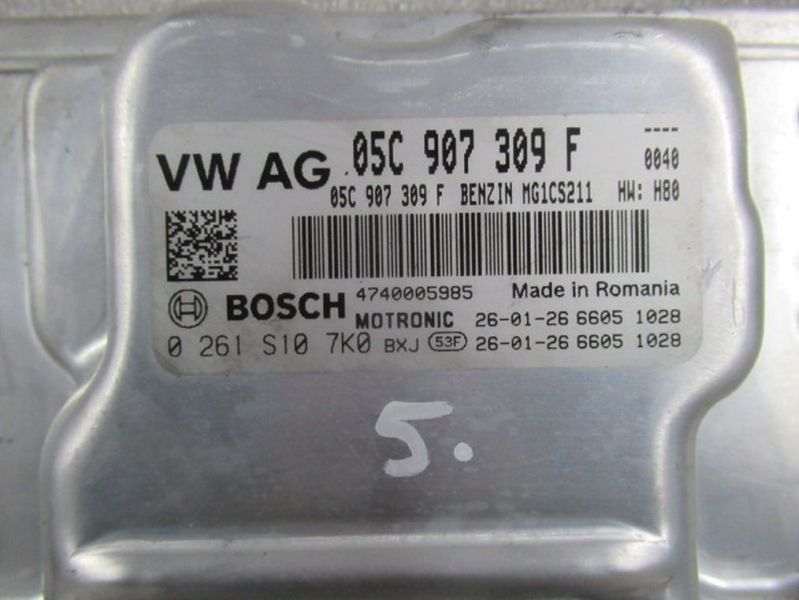 VW AG 05C 907 309 F ----
0040
05C 907 309 F BENZIN MG1CS211 HW: H80
BOSCH 4740005985 Made in Romania
MOTRONIC 26-01-26 6605 1028
0 261 S10 7K0 BXJ 53F 26-01-26 6605 1028
5.